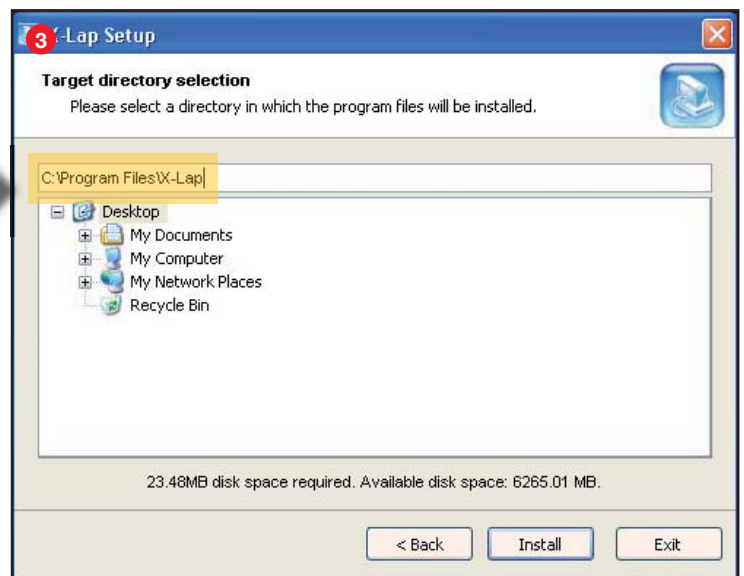 3 X-Lap Setup
Target directory selection
Please select a directory in which the program files will be installed.
C:\Program Files\X-Lap
Desktop
My Documents
My Computer
My Network Places
Recycle Bin
23.48MB disk space required. Available disk space: 6265.01 MB.
< Back Install Exit